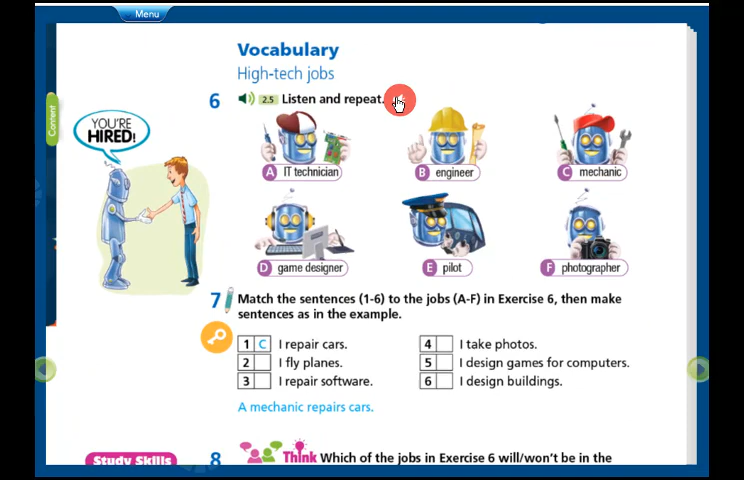 Menu
Content
Vocabulary
High-tech jobs
6 2.5 Listen and repeat.
YOU'RE
HIRED!
A IT technician
B engineer
C mechanic
D game designer
E pilot
F photographer
7 Match the sentences (1-6) to the jobs (A-F) in Exercise 6, then make
sentences as in the example.
1 C I repair cars.
2 I fly planes.
3 I repair software.
4 I take photos.
5 I design games for computers.
6 I design buildings.
A mechanic repairs cars.
Study Skills
8 Think Which of the jobs in Exercise 6 will/won't be in the